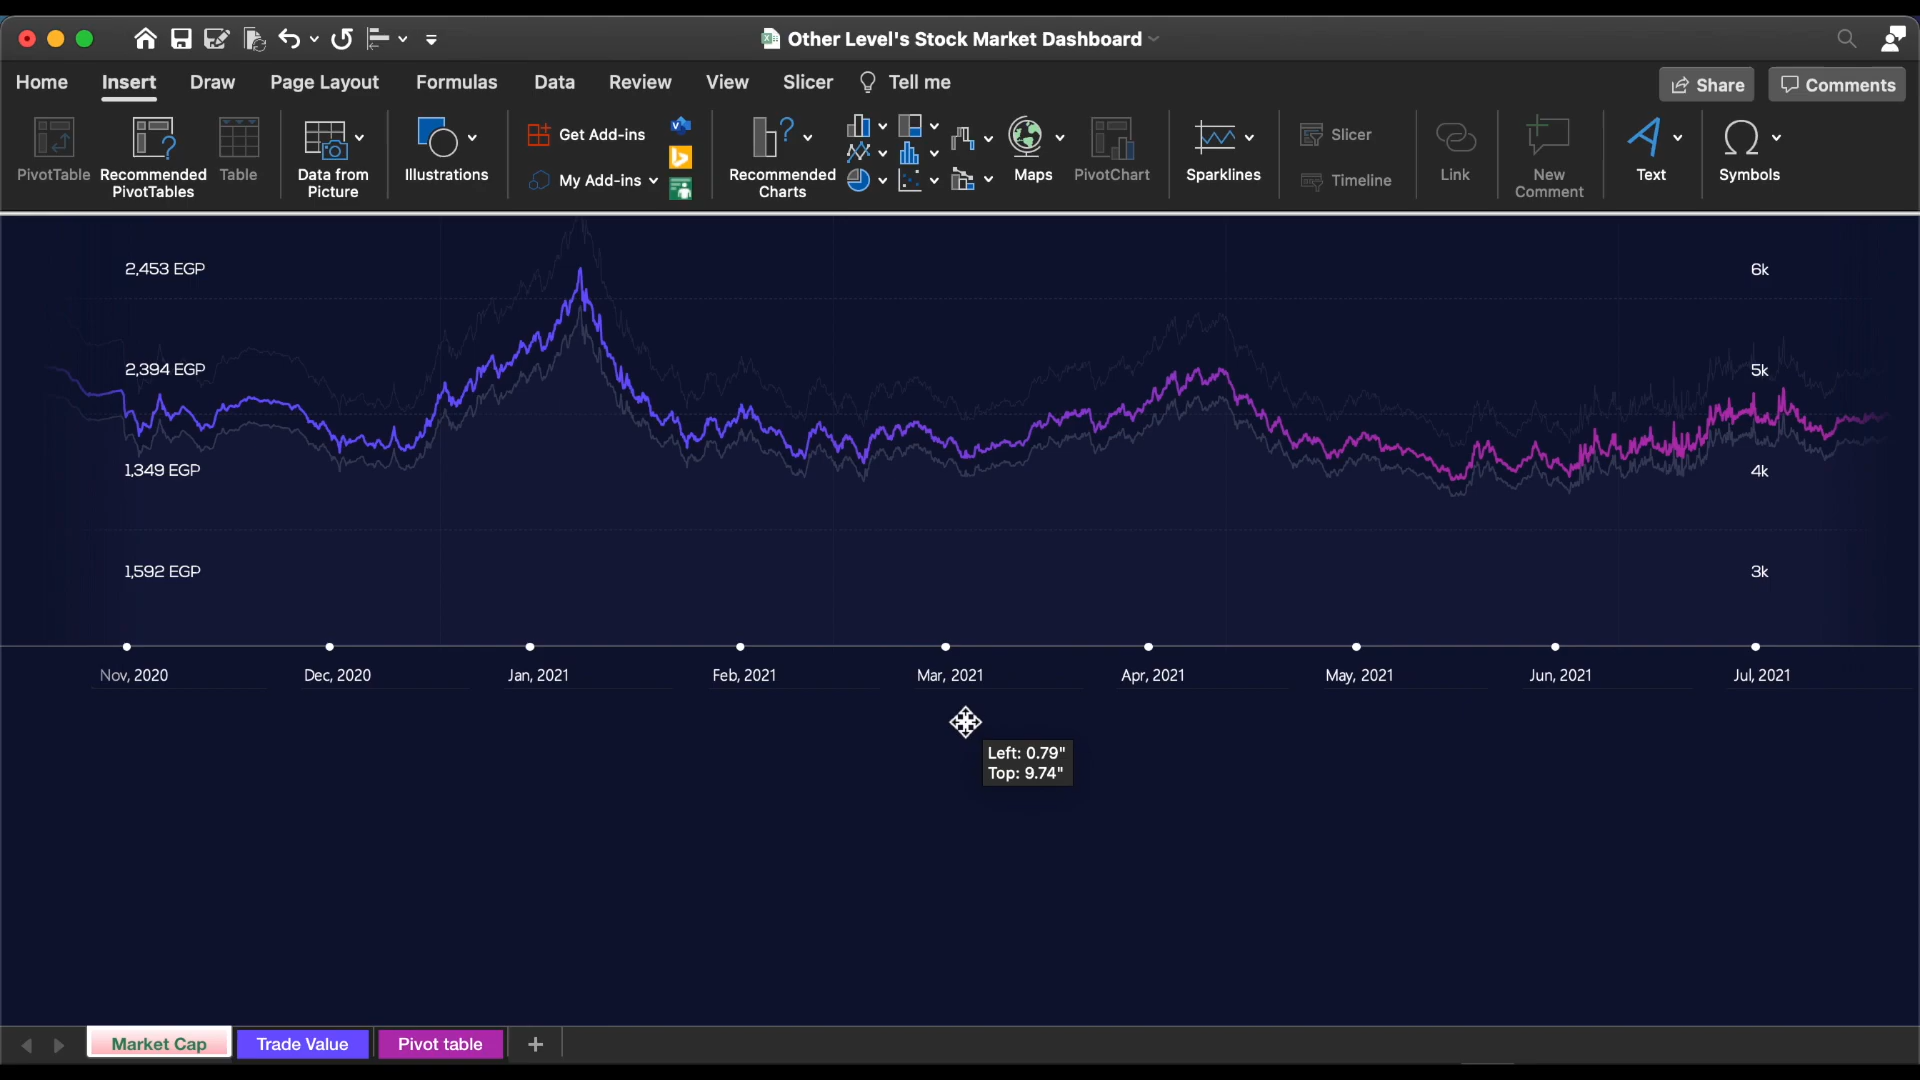 Other Level's Stock Market Dashboard
Home Insert Draw Page Layout Formulas Data Review View Slicer Tell me Share Comments
PivotTable
Recommended
PivotTables
Table
Data from
Picture
Illustrations
Get Add-ins
My Add-ins
Recommended
Charts
Maps
PivotChart
Sparklines
Slicer
Timeline
Link
New
Comment
Text
Symbols
2,453 EGP 6k
2,394 EGP 5k
1,349 EGP 4k
1,592 EGP 3k
Nov, 2020 Dec, 2020 Jan, 2021 Feb, 2021 Mar, 2021 Apr, 2021 May, 2021 Jun, 2021 Jul, 2021
Left: 0.79"
Top: 9.74"
Market Cap Trade Value Pivot table +